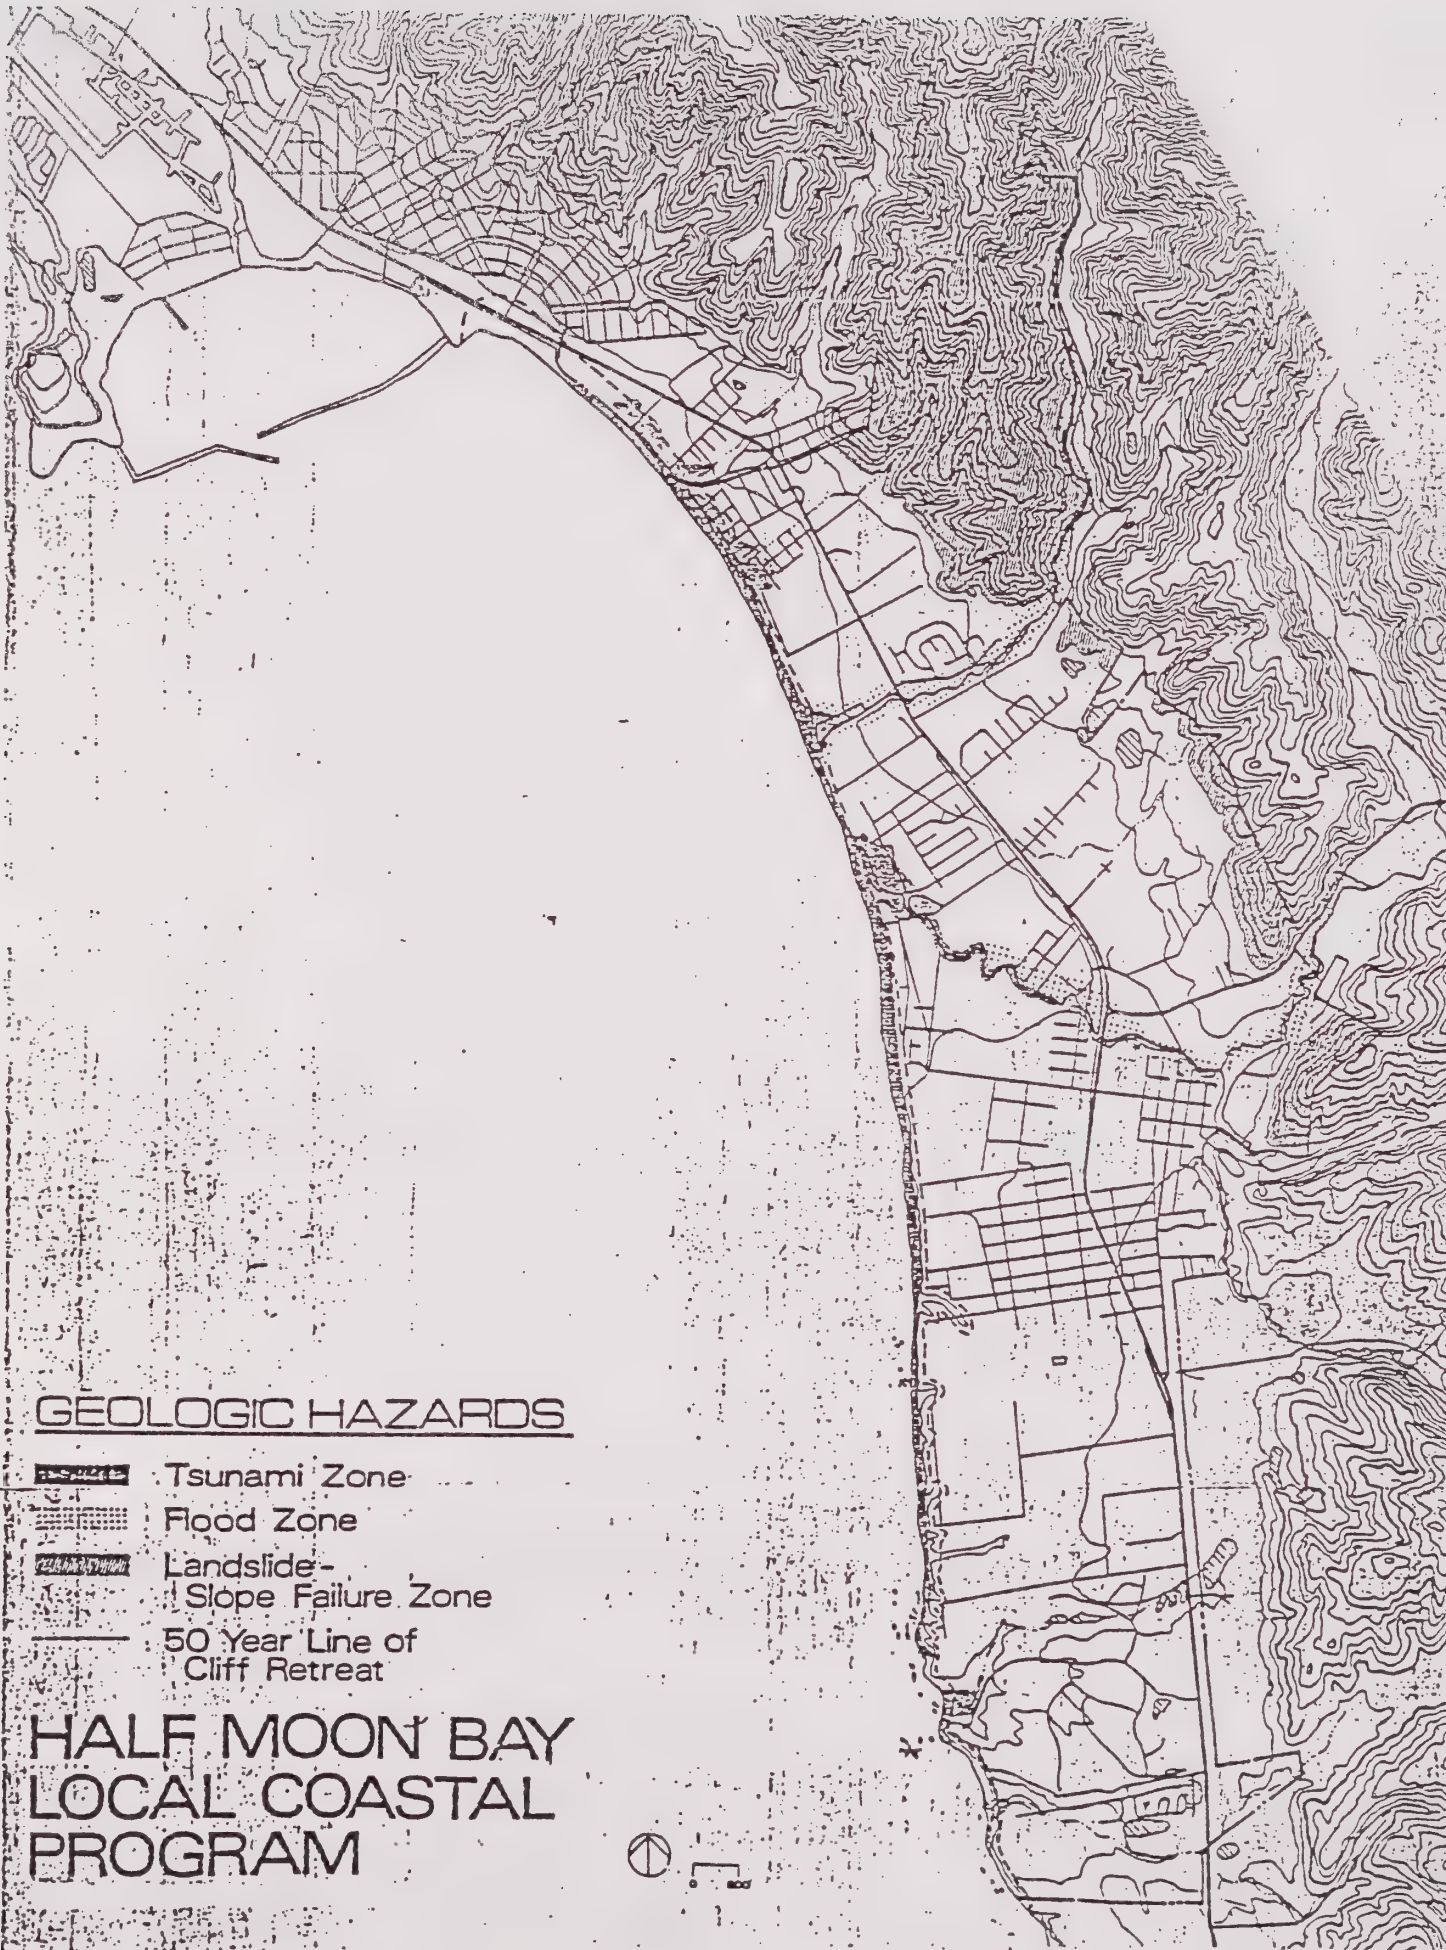 GEOLOGIC HAZARDS
Tsunami Zone
Flood Zone
Landslide-
Slope Failure Zone
50 Year Line of
Cliff Retreat
HALF MOON BAY
LOCAL COASTAL
PROGRAM
0